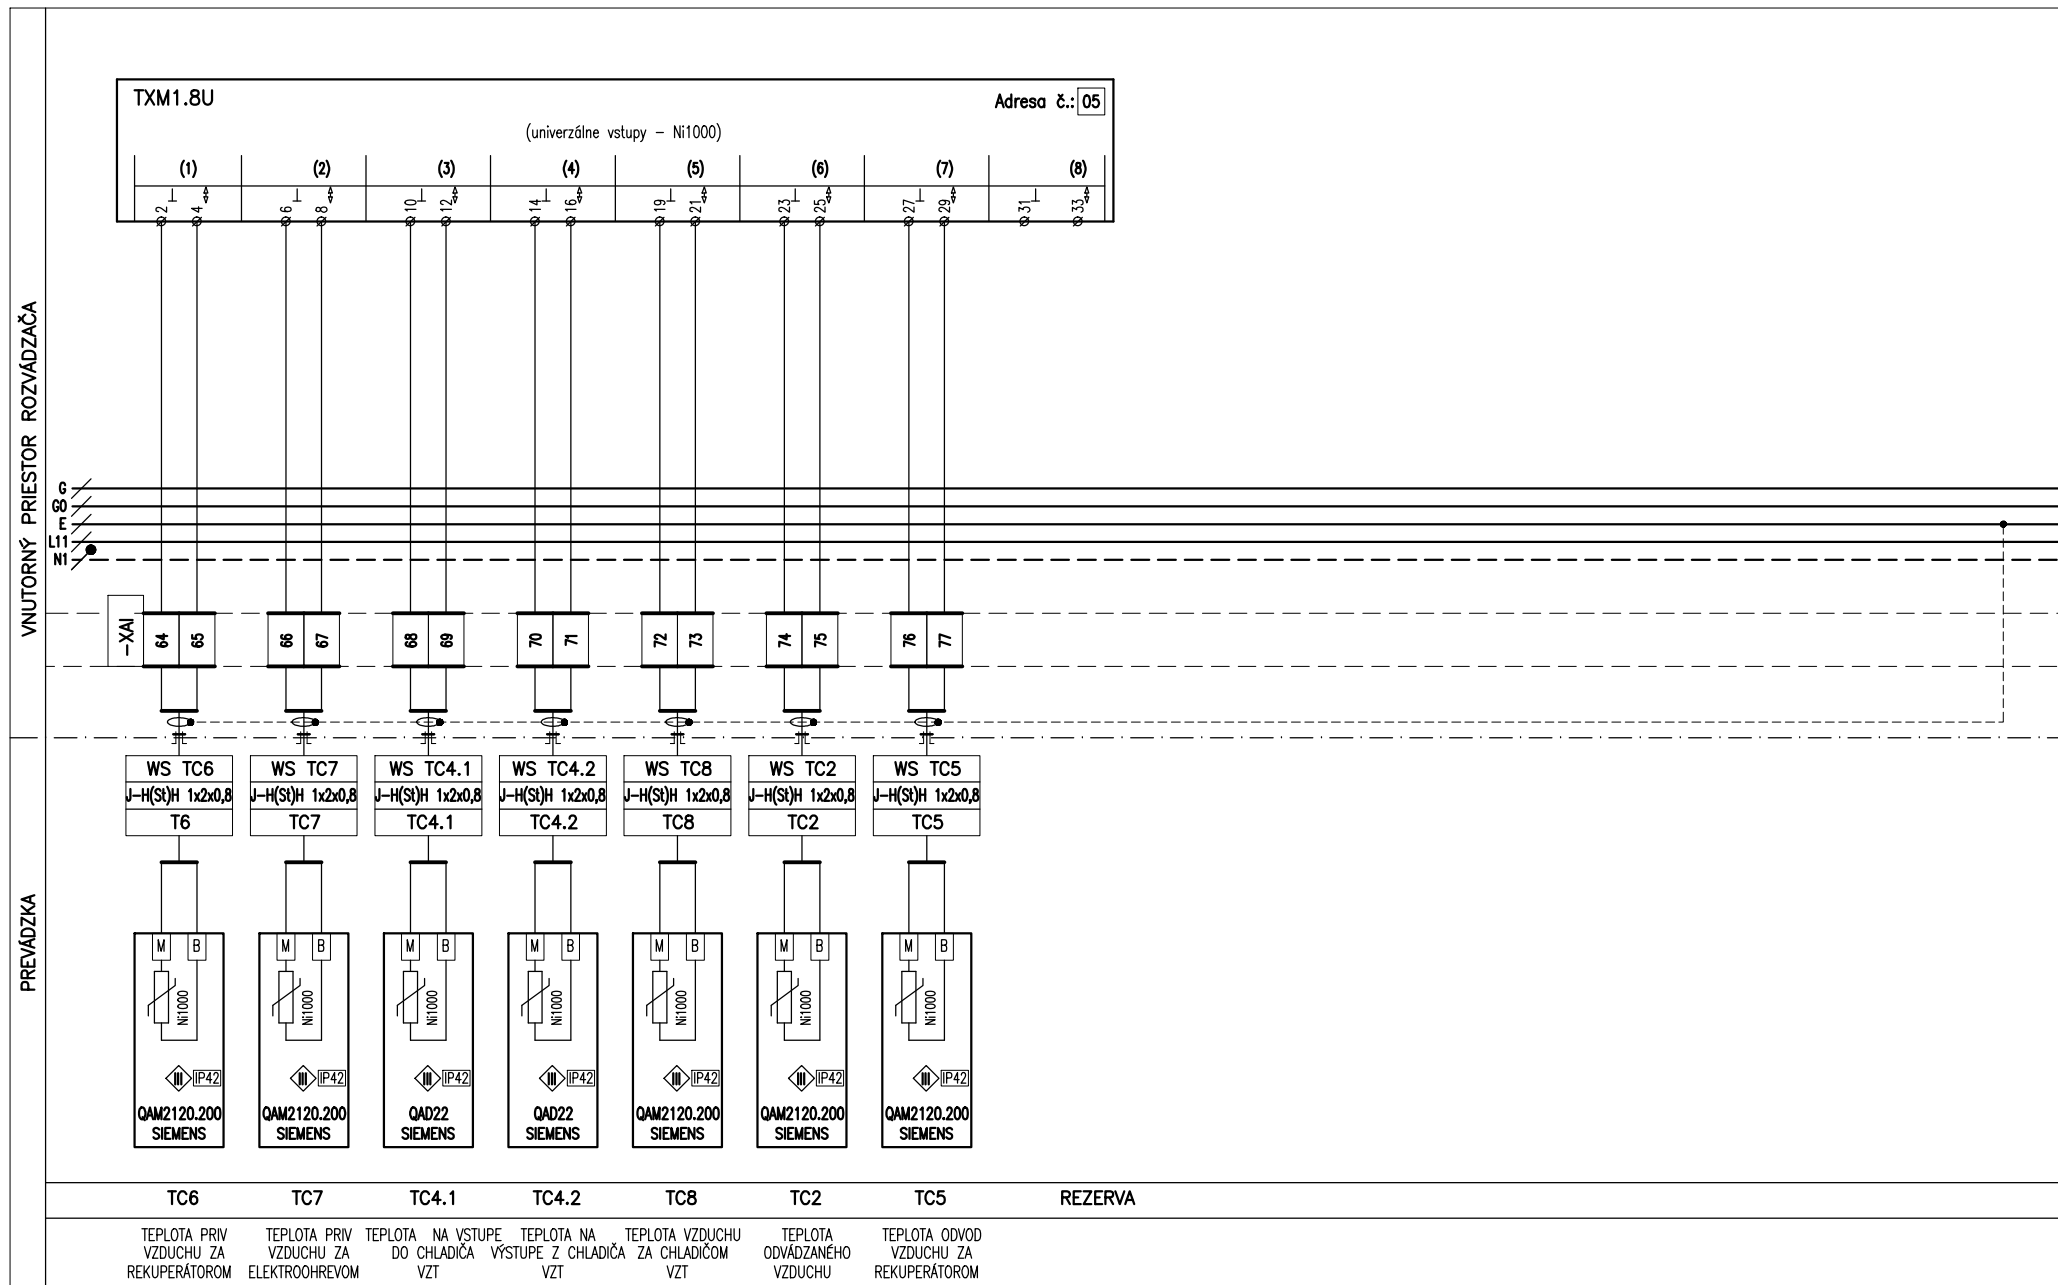 TXM1.8U
Adresa č.: 05
(univerzálne vstupy – Ni1000)
(1) (2) (3) (4) (5) (6) (7) (8)
2 4 6 8 10 12 14 16 19 21 23 25 27 29 31 33
VNUTORNÝ PRIESTOR ROZVÁDZAČA
G
G0
E
L11
N1
-XAI
64 65 66 67 68 69 70 71 72 73 74 75 76 77
WS TC6 WS TC7 WS TC4.1 WS TC4.2 WS TC8 WS TC2 WS TC5
J-H(St)H 1x2x0,8 J-H(St)H 1x2x0,8 J-H(St)H 1x2x0,8 J-H(St)H 1x2x0,8 J-H(St)H 1x2x0,8 J-H(St)H 1x2x0,8 J-H(St)H 1x2x0,8
T6 TC7 TC4.1 TC4.2 TC8 TC2 TC5
PREVÁDZKA
M B M B M B M B M B M B M B
Ni1000 Ni1000 Ni1000 Ni1000 Ni1000 Ni1000 Ni1000
III IP42 III IP42 III IP42 III IP42 III IP42 III IP42 III IP42
QAM2120.200 QAM2120.200 QAD22 QAD22 QAM2120.200 QAM2120.200 QAM2120.200
SIEMENS SIEMENS SIEMENS SIEMENS SIEMENS SIEMENS SIEMENS
TC6 TC7 TC4.1 TC4.2 TC8 TC2 TC5 REZERVA
TEPLOTA PRIV
VZDUCHU ZA
REKUPERÁTOROM
TEPLOTA PRIV
VZDUCHU ZA
ELEKTROOHREVOM
TEPLOTA NA VSTUPE
DO CHLADIČA
VZT
TEPLOTA NA
VÝSTUPE Z CHLADIČA
VZT
TEPLOTA VZDUCHU
ZA CHLADIČOM
VZT
TEPLOTA
ODVÁDZANÉHO
VZDUCHU
TEPLOTA ODVOD
VZDUCHU ZA
REKUPERÁTOROM